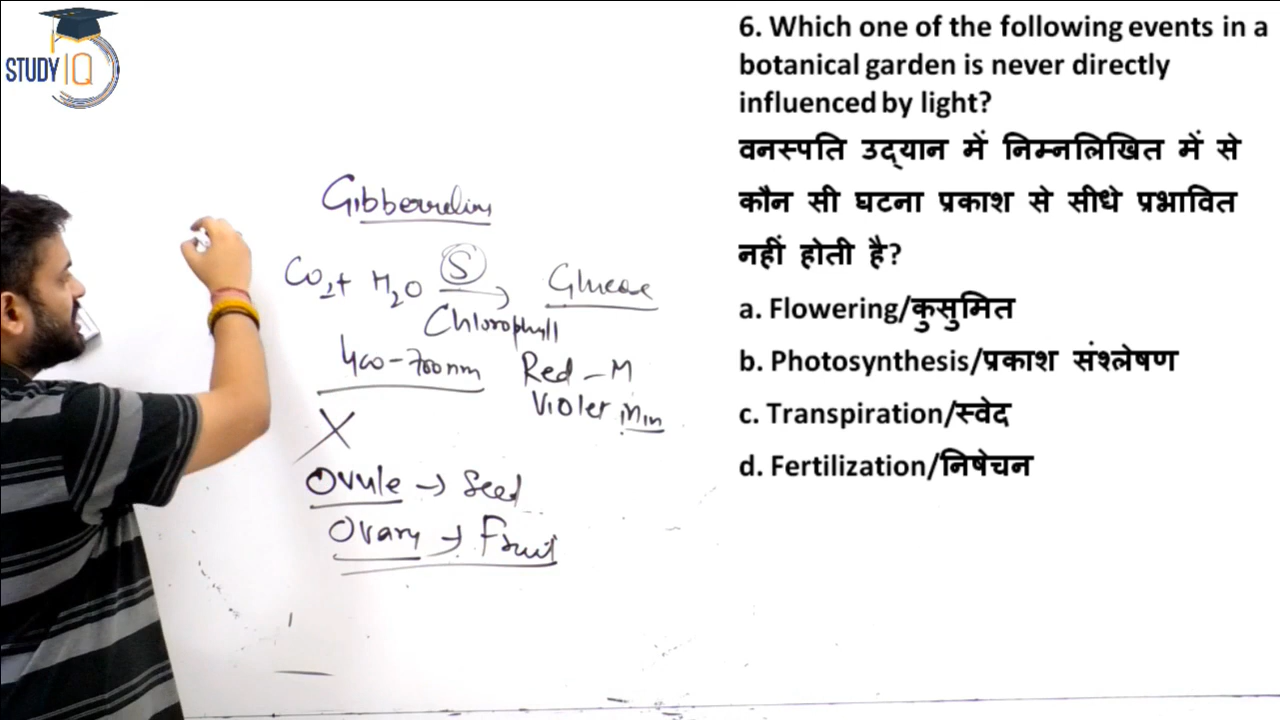 STUDY IQ
6. Which one of the following events in a
botanical garden is never directly
influenced by light?
वनस्पति उद्यान में निम्नलिखित में से
कौन सी घटना प्रकाश से सीधे प्रभावित
नहीं होती है?
a. Flowering/कुसुमित
b. Photosynthesis/प्रकाश संश्लेषण
c. Transpiration/स्वेद
d. Fertilization/निषेचन
Gibberelins
CO2 + H2O S Glucose
Chlorophyll
400-700nm Red - M
Violet Min
X
Ovule → Seed
Ovary → Fruit